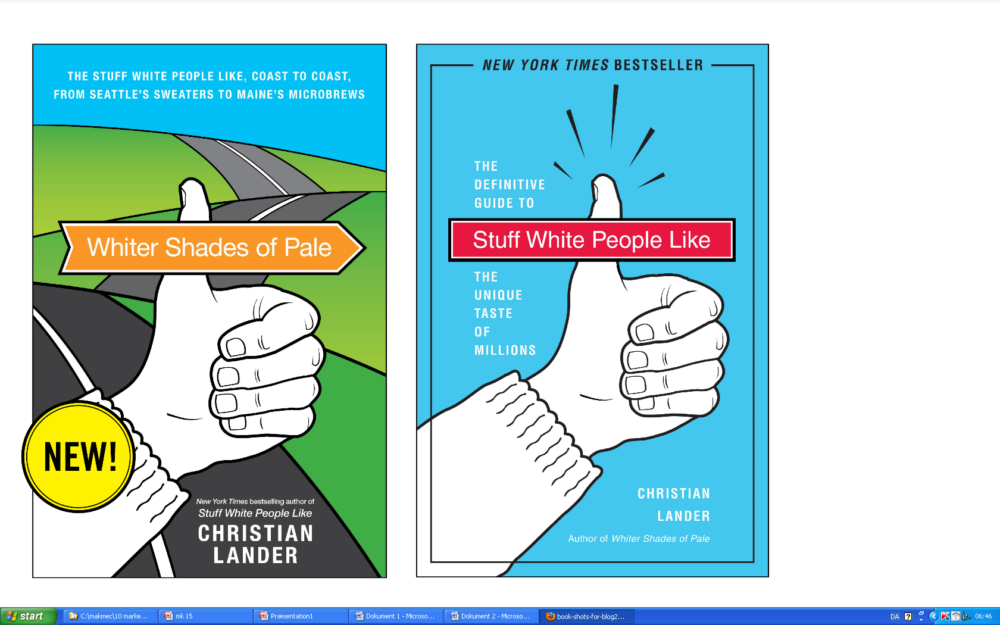 THE STUFF WHITE PEOPLE LIKE, COAST TO COAST,
FROM SEATTLE'S SWEATERS TO MAINE'S MICROBREWS
Whiter Shades of Pale
NEW!
New York Times bestselling author of
Stuff White People Like
CHRISTIAN
LANDER
NEW YORK TIMES BESTSELLER
THE
DEFINITIVE
GUIDE TO
Stuff White People Like
THE
UNIQUE
TASTE
OF
MILLIONS
CHRISTIAN
LANDER
Author of Whiter Shades of Pale
start
C:\makmec\10 marke...
mk 15
Præsentation1
Dokument 1 - Microso...
Dokument 2 - Microso...
book-shots-for-blog2...
DA
06:46